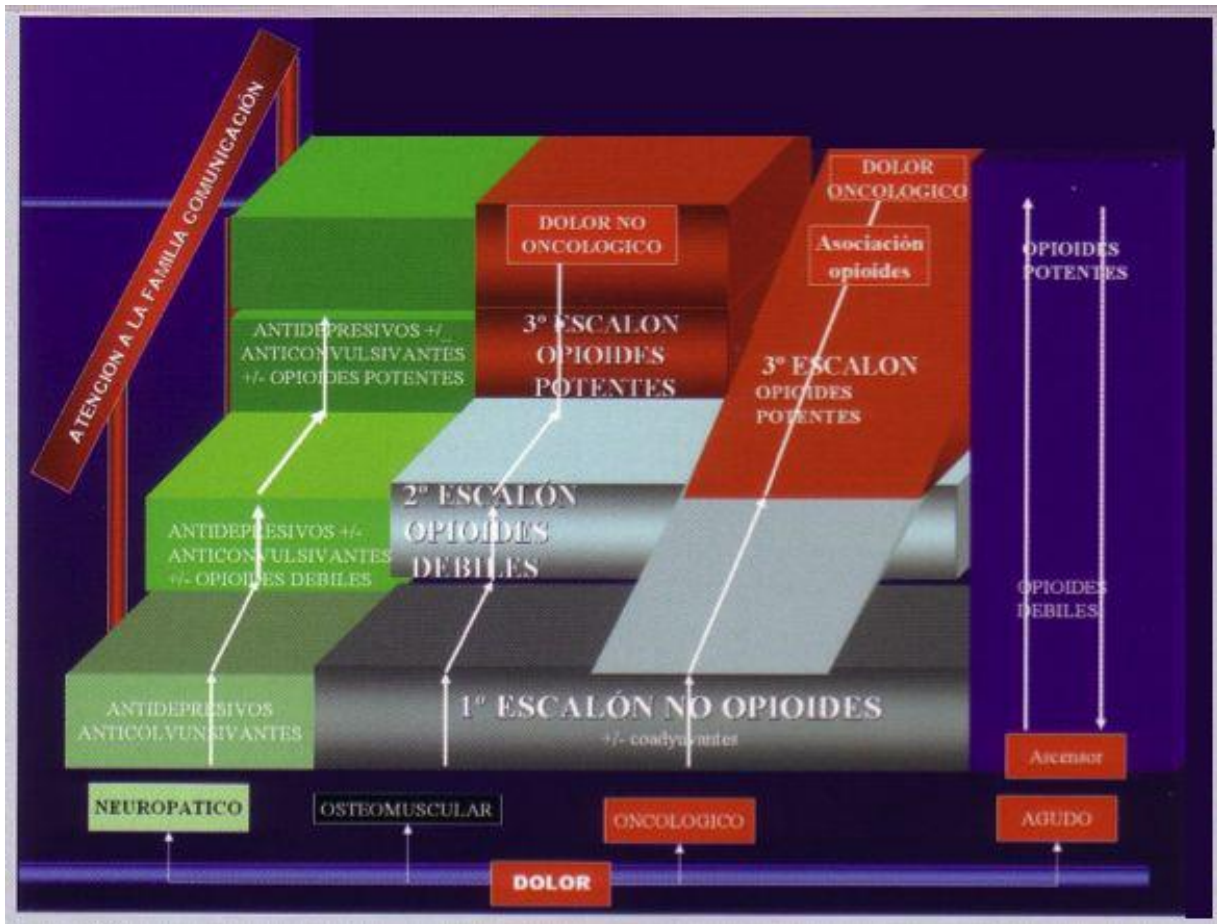 ATENCION A LA FAMILIA COMUNICACIÓN
DOLOR NO
ONCOLOGICO
DOLOR
ONCOLOGICO
Asociación
opioides
OPIOIDES
POTENTES
ANTIDEPRESIVOS +/_
ANTICONVULSIVANTES
+/- OPIOIDES POTENTES
3º ESCALON
OPIOIDES
POTENTES
3º ESCALON
OPIOIDES
POTENTES
2º ESCALÓN
OPIOIDES
DEBILES
ANTIDEPRESIVOS +/-
ANTICONVULSIVANTES
+/- OPIOIDES DEBILES
OPIOIDES
DEBILES
ANTIDEPRESIVOS
ANTICOLVUNSIVANTES
1º ESCALÓN NO OPIOIDES
+/- coadyuvantes
Ascensor
NEUROPATICO
OSTEOMUSCULAR
ONCOLOGICO
AGUDO
DOLOR